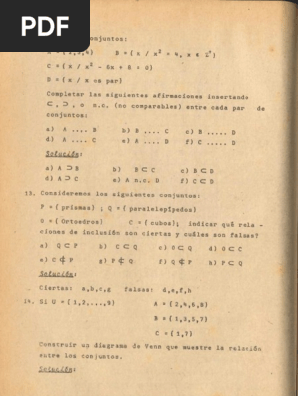 PDF
conjuntos:
B = {x / x² = 4, x ∈ Z⁺}
C = {x / x² - 6x + 8 = 0}
D = {x / x es par}
Completar las siguientes afirmaciones insertando
⊂, ⊃, o n.c. (no comparables) entre cada par de
conjuntos:
a) A .... B b) B .... C c) B ..... D
d) A .... C e) A .... D f) C ..... D
Solución:
a) A ⊃ B b) B ⊂ C c) B ⊂ D
d) A ⊃ C e) A n.c. D f) C ⊂ D
13. Consideremos los siguientes conjuntos:
P = {prismas} ; Q = { paralelepípedos}
O = {Ortoedros} C = { cubos}; indicar qué rela-
ciones de inclusión son ciertas y cuáles son falsas?
a) Q ⊂ P b) C ⊂ Q c) O ⊂ Q d) O ⊂ C
e) C ⊄ P g) P ⊄ Q f) Q ⊄ P h) P ⊂ Q
Solución:
Ciertas: a,b,c,g falsas: d,e,f,h
14. Si U = {1,2,...,9} A = {2,4,6,8}
B = {1,3,5,7}
C = {1,7}
Construir un diagrama de Venn que muestre la relación
entre los conjuntos.
Solución: